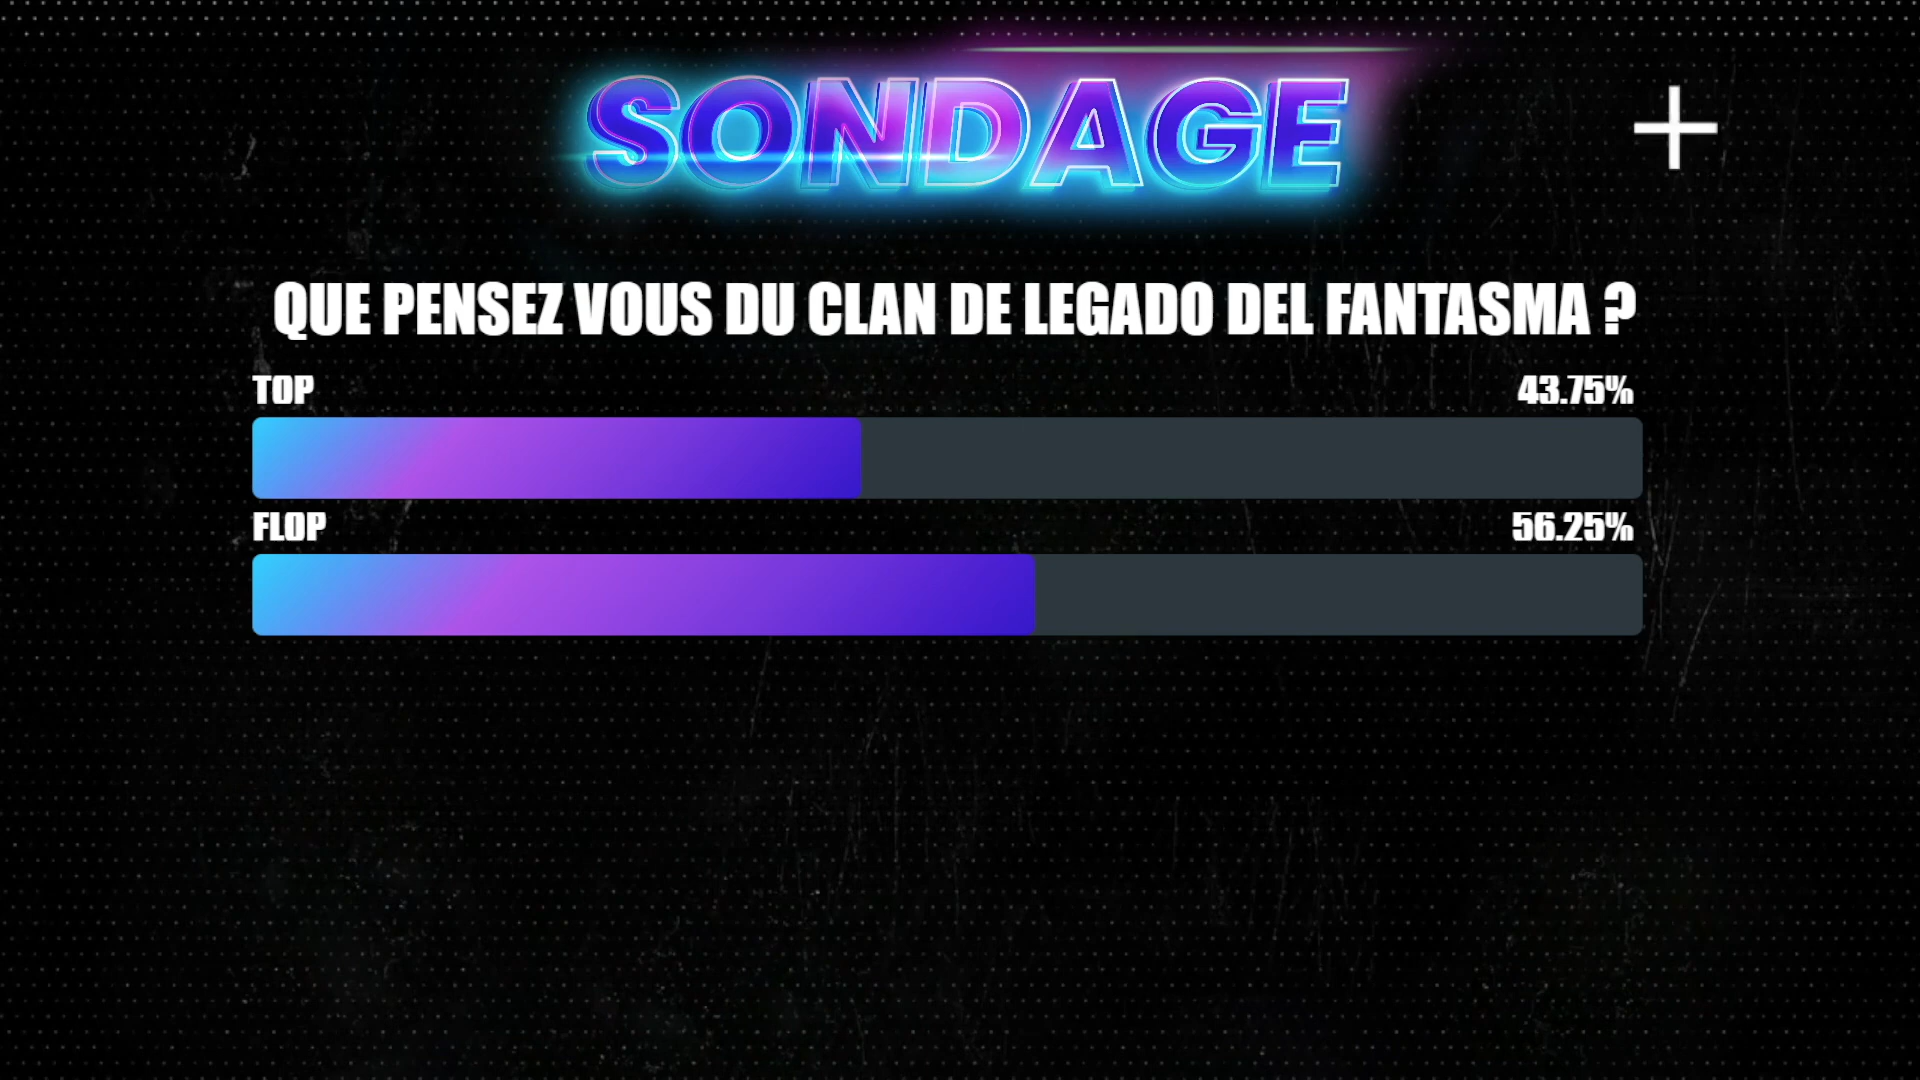 SONDAGE
QUE PENSEZ VOUS DU CLAN DE LEGADO DEL FANTASMA ?
TOP 43.75%
FLOP 56.25%